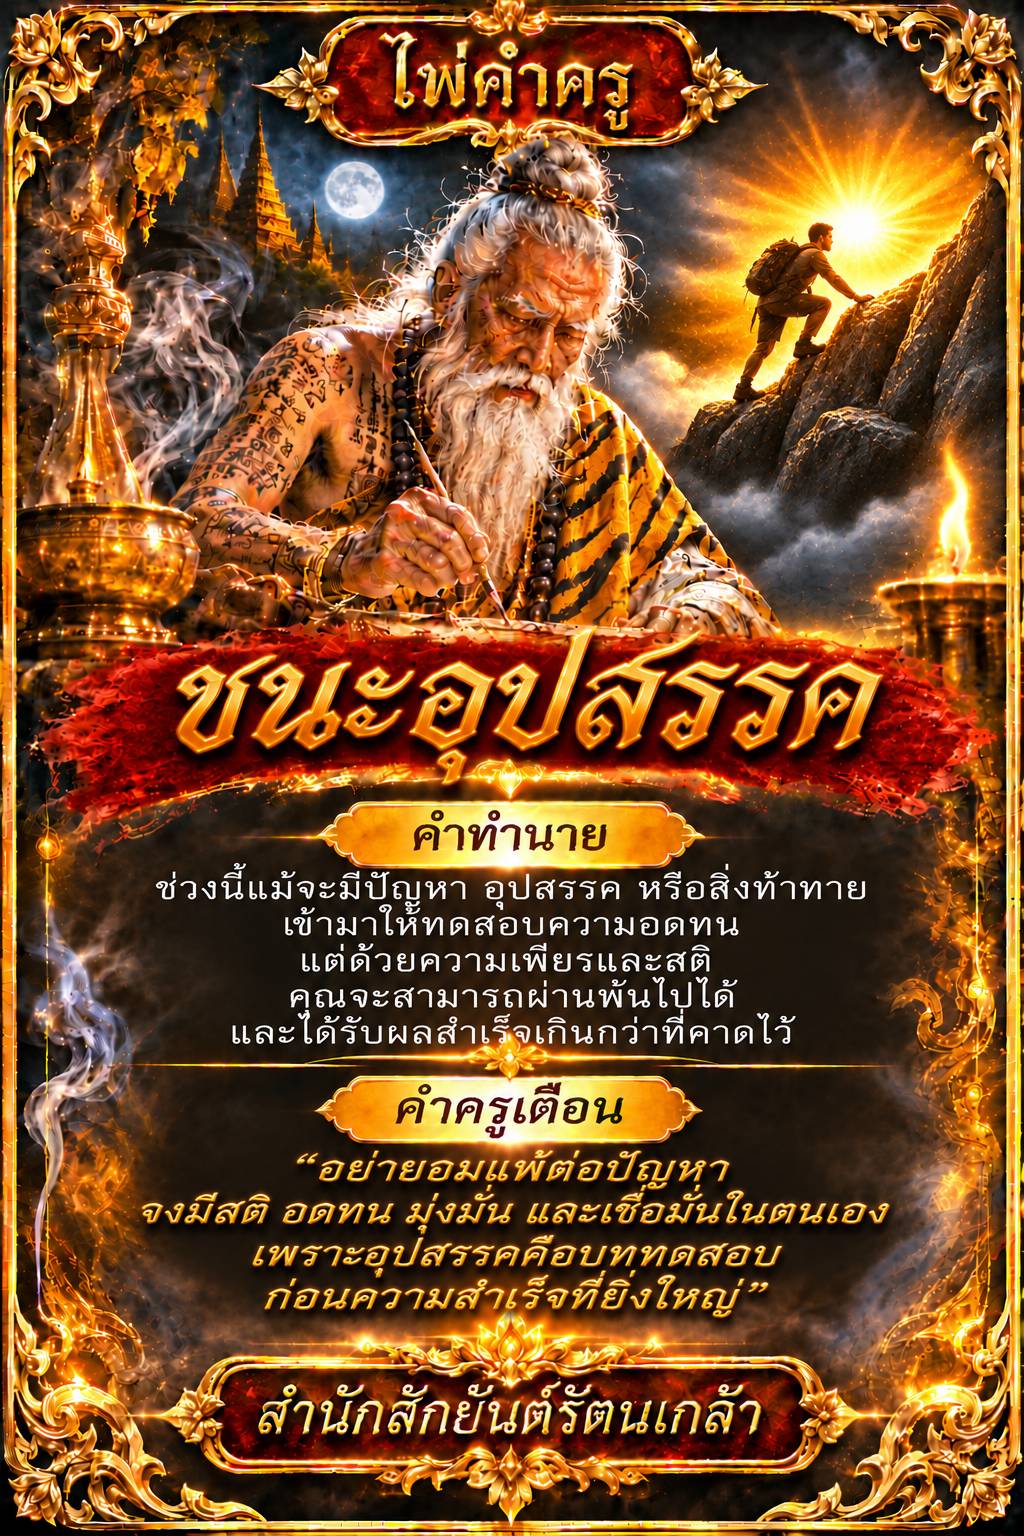 ไพ่คำครู
ชนะอุปสรรค
คำทำนาย
ช่วงนี้แม้จะมีปัญหา อุปสรรค หรือสิ่งท้าทาย
เข้ามาให้ทดสอบความอดทน
แต่ด้วยความเพียรและสติ
คุณจะสามารถผ่านพ้นไปได้
และได้รับผลสำเร็จเกินกว่าที่คาดไว้
คำครูเตือน
“อย่ายอมแพ้ต่อปัญหา
จงมีสติ อดทน มุ่งมั่น และเชื่อมั่นในตนเอง
เพราะอุปสรรคคือบททดสอบ
ก่อนความสำเร็จที่ยิ่งใหญ่”
สำนักสักยันต์รัตนเกล้า